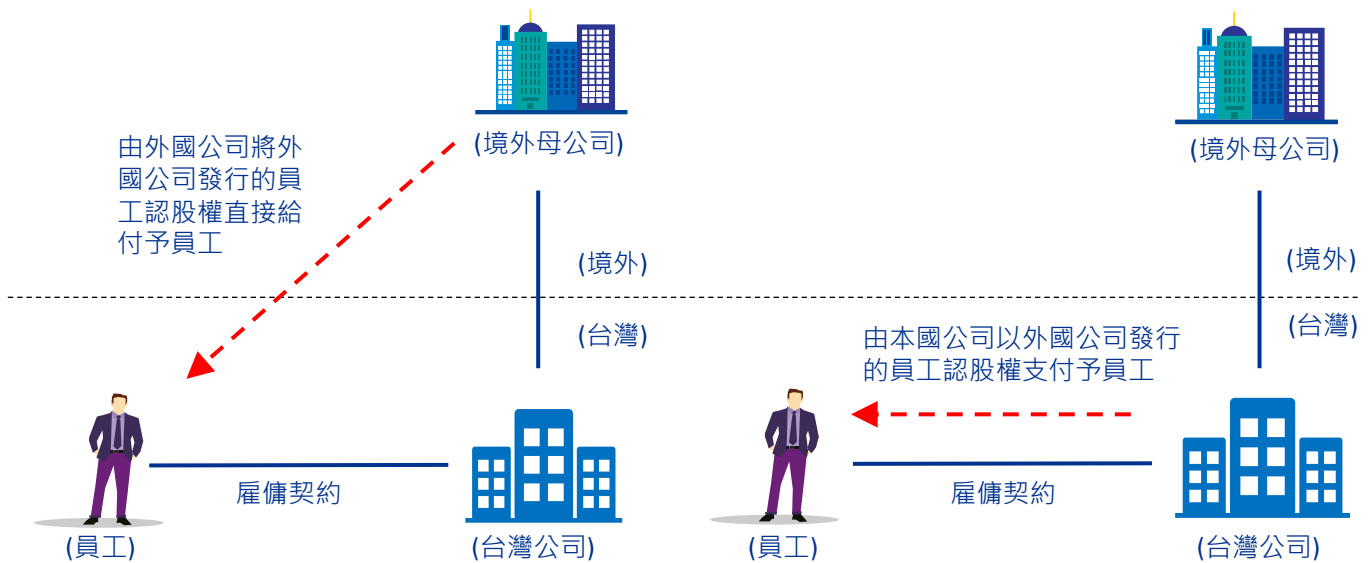 (境外母公司)
由外國公司將外
國公司發行的員
工認股權直接給
付予員工
(境外)
(台灣)
雇傭契約
(員工)
(台灣公司)
(境外母公司)
(境外)
(台灣)
由本國公司以外國公司發行
的員工認股權支付予員工
雇傭契約
(員工)
(台灣公司)